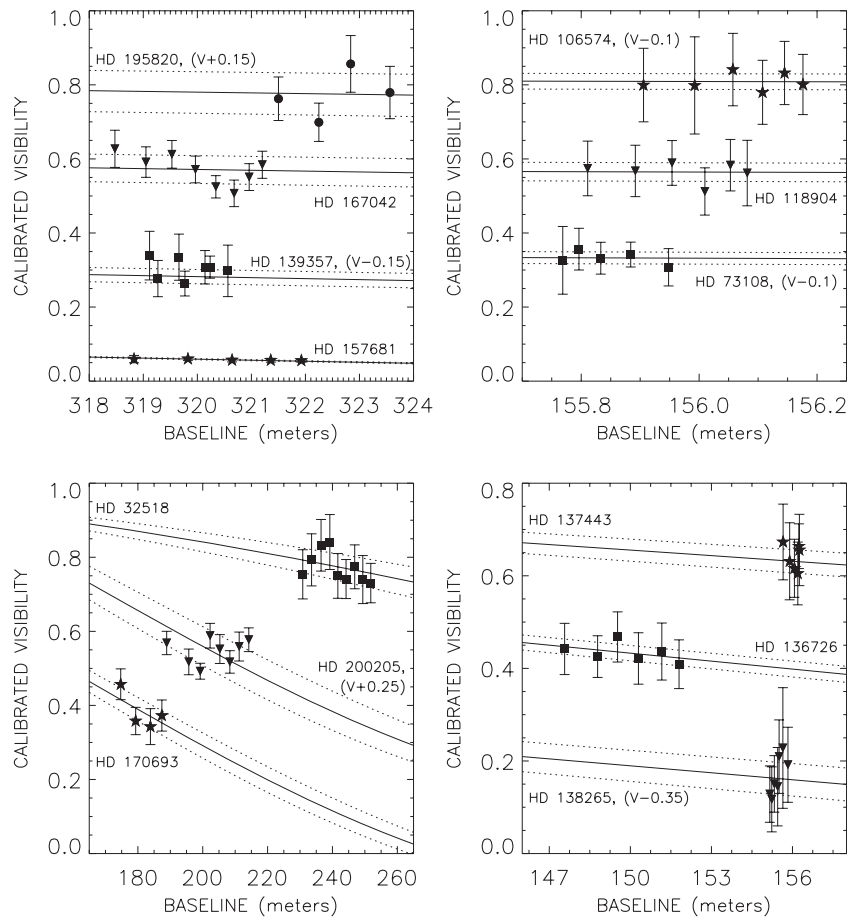 1.0
HD 195820, (V+0.15)
0.8
0.6
HD 167042
0.4
HD 139357, (V−0.15)
0.2
HD 157681
0.0
318 319 320 321 322 323 324
BASELINE (meters)
CALIBRATED VISIBILITY
1.0
HD 106574, (V−0.1)
0.8
0.6
HD 118904
0.4
HD 73108, (V−0.1)
0.2
0.0
155.8 156.0 156.2
BASELINE (meters)
CALIBRATED VISIBILITY
1.0
HD 32518
0.8
0.6
HD 200205,
(V+0.25)
0.4
HD 170693
0.2
0.0
180 200 220 240 260
BASELINE (meters)
CALIBRATED VISIBILITY
0.8
HD 137443
0.6
HD 136726
0.4
0.2
HD 138265, (V−0.35)
0.0
147 150 153 156
BASELINE (meters)
CALIBRATED VISIBILITY